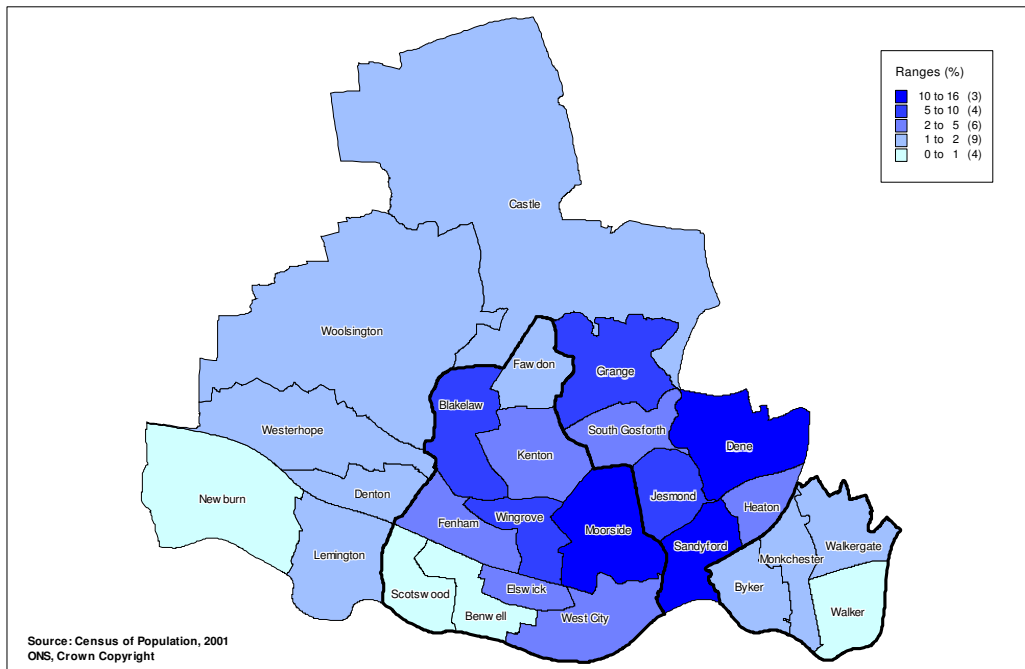 Ranges (%)
10 to 16 (3)
5 to 10 (4)
2 to 5 (6)
1 to 2 (9)
0 to 1 (4)
Castle
Woolsington
Fawdon
Grange
Blakelaw
Westerhope
South Gosforth
Dene
Kenton
Denton
Newburn
Jesmond
Heaton
Fenham
Wingrove
Moorside
Sandyford
Walkergate
Lemington
Monkchester
Byker
Scotswood
Elswick
Benwell
West City
Walker
Source: Census of Population, 2001
ONS, Crown Copyright